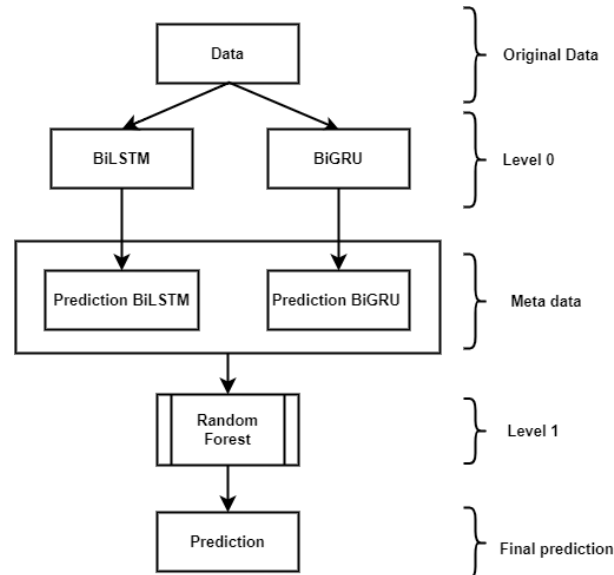 Data
Original Data
BiLSTM
BiGRU
Level 0
Prediction BiLSTM
Prediction BiGRU
Meta data
Random
Forest
Level 1
Prediction
Final prediction